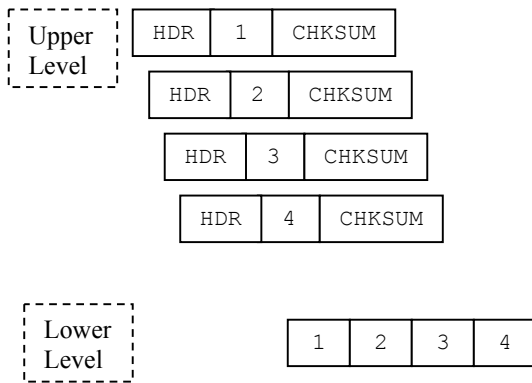 Upper
Level
HDR 1 CHKSUM
HDR 2 CHKSUM
HDR 3 CHKSUM
HDR 4 CHKSUM
Lower
Level
1 2 3 4